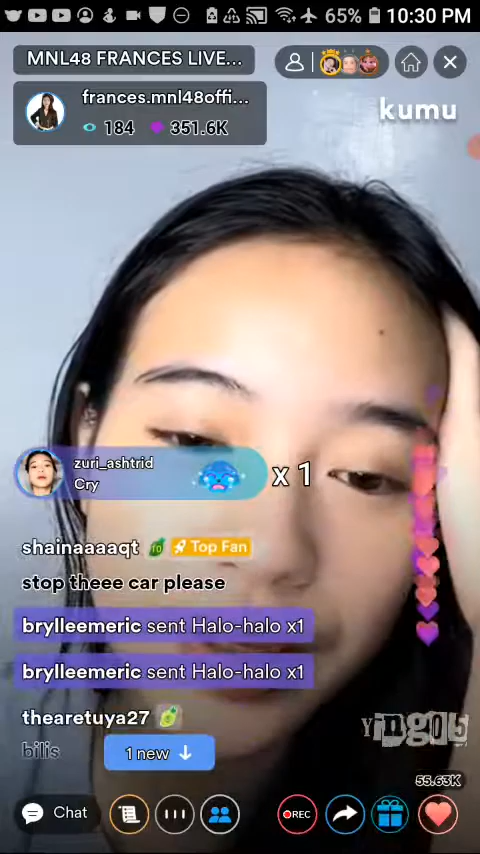 65% 10:30 PM
MNL48 FRANCES LIVE...
frances.mnl48offi...
184 351.6K
kumu
zuri_ashtrid
Cry
x 1
shainaaaaqt 10 Top Fan
stop theee car please
brylleemeric sent Halo-halo x1
brylleemeric sent Halo-halo x1
thearetuya27
bilis
1 new
Yingob
55.63K
Chat
REC